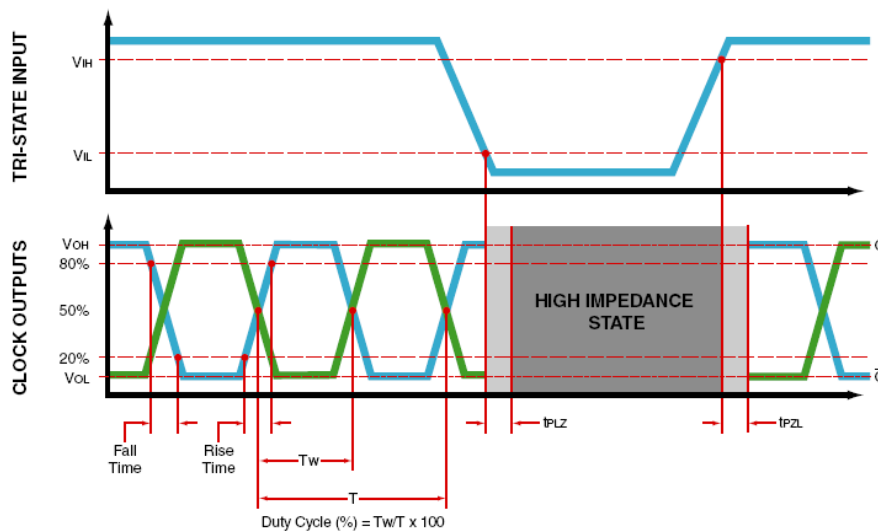 TRI-STATE INPUT
VIH
VIL
CLOCK OUTPUTS
VOH
80%
50%
20%
VOL
HIGH IMPEDANCE
STATE
tPLZ
tPZL
Fall
Time
Rise
Time
TW
T
Duty Cycle (%) = TW/T x 100